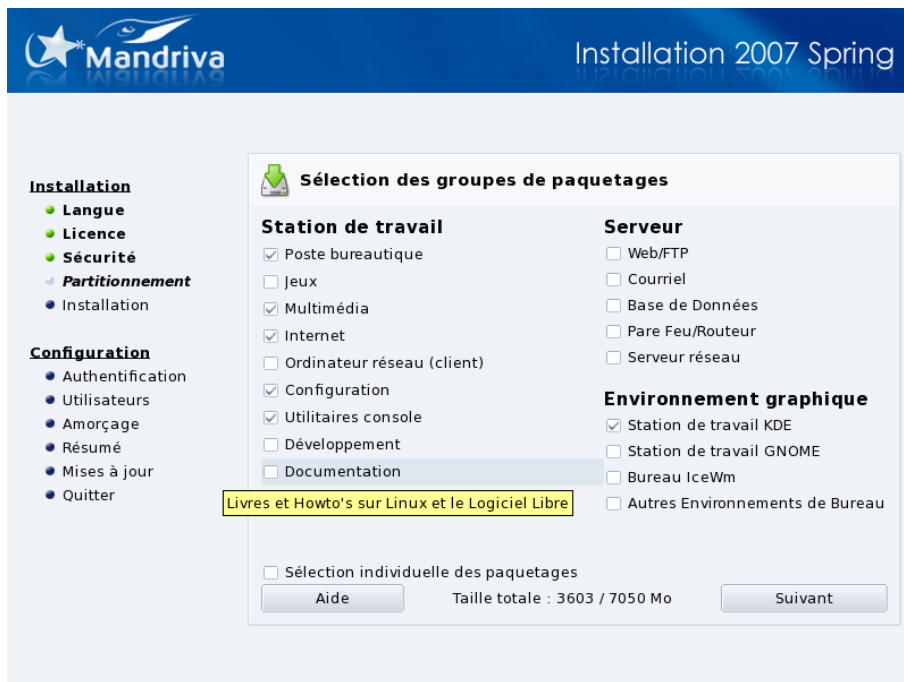 Mandriva
Installation 2007 Spring
Installation
Langue
Licence
Sécurité
Partitionnement
Installation
Configuration
Authentification
Utilisateurs
Amorçage
Résumé
Mises à jour
Quitter
Sélection des groupes de paquetages
Station de travail
Poste bureautique
Jeux
Multimédia
Internet
Ordinateur réseau (client)
Configuration
Utilitaires console
Développement
Documentation
Livres et Howto's sur Linux et le Logiciel Libre
Serveur
Web/FTP
Courriel
Base de Données
Pare Feu/Routeur
Serveur réseau
Environnement graphique
Station de travail KDE
Station de travail GNOME
Bureau IceWm
Autres Environnements de Bureau
Sélection individuelle des paquetages
Aide
Taille totale : 3603 / 7050 Mo
Suivant